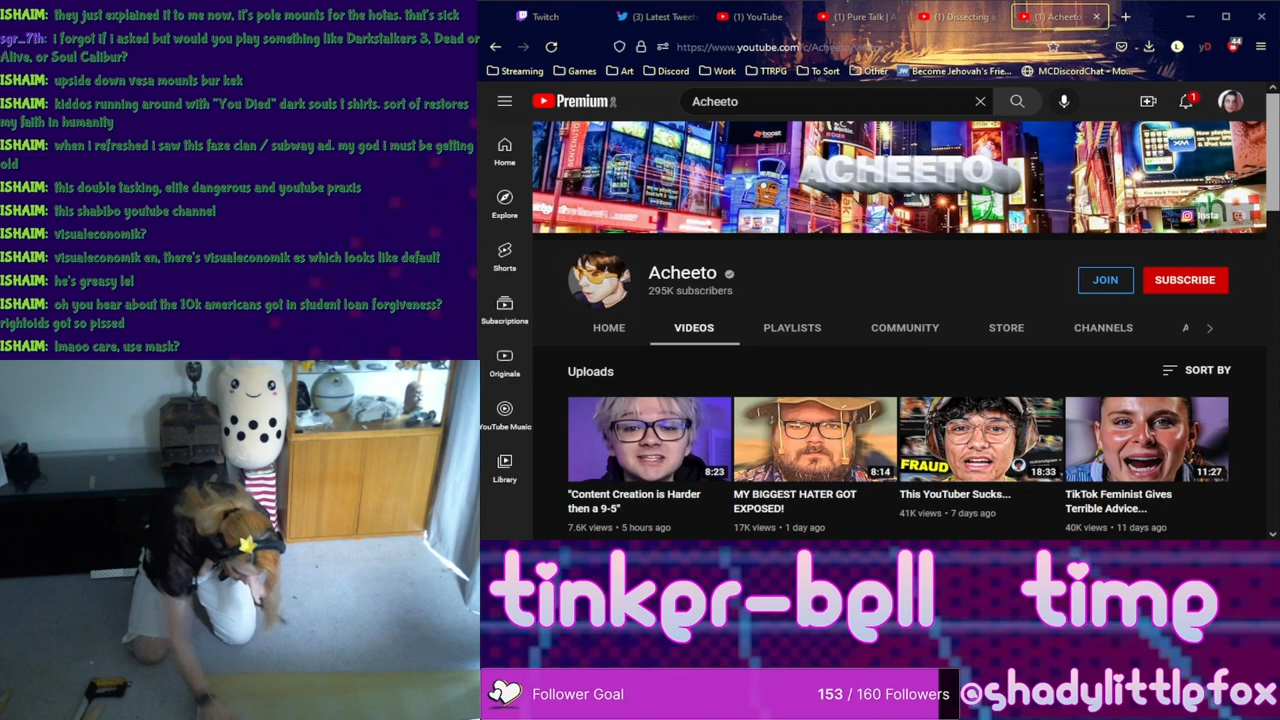 ISHAIM: they just explained it to me now, it's pole mounts for the hotas. that's sick
sgr_7th: i forgot if i asked but would you play something like Darkstalkers 3, Dead or
Alive, or Soul Calibur?
ISHAIM: upside down vesa mounts bur kek
ISHAIM: kiddos running around with "You Died" dark souls t shirts. sort of restores
my faith in humanity
ISHAIM: when i refreshed i saw this faze clan / subway ad. my god i must be getting
old
ISHAIM: this double tasking, elite dangerous and youtube praxis
ISHAIM: this shabibo youtube channel
ISHAIM: visualeconomik?
ISHAIM: visualeconomik en, there's visualeconomik es which looks like default
ISHAIM: he's greasy lel
ISHAIM: oh you hear about the 10k americans got in student loan forgiveness?
rightoids got so pissed
ISHAIM: lmaoo care, use mask?
Twitch
(3) Latest Tweet
(1) YouTube
(1) Pure Talk | A
(1) Dissecting a
(1) Acheeto
https://www.youtube.com/c/Acheeto/videos
44
Streaming
Games
Art
Discord
Work
TTRPG
To Sort
Other
Become Jehovah's Frie...
MCDiscordChat - Mo...
Premium
Acheeto
1
Home
Explore
Shorts
Subscriptions
Originals
YouTube Music
Library
ACHEETO
Insta
Acheeto
295K subscribers
JOIN
SUBSCRIBE
HOME
VIDEOS
PLAYLISTS
COMMUNITY
STORE
CHANNELS
A
Uploads
SORT BY
8:23
8:14
FRAUD
18:33
11:27
"Content Creation is Harder
then a 9-5"
7.6K views • 5 hours ago
MY BIGGEST HATER GOT
EXPOSED!
17K views • 1 day ago
This YouTuber Sucks...
41K views • 7 days ago
TikTok Feminist Gives
Terrible Advice...
40K views • 11 days ago
tinker-bell time
Follower Goal
153 / 160 Followers
@shadylittlefox